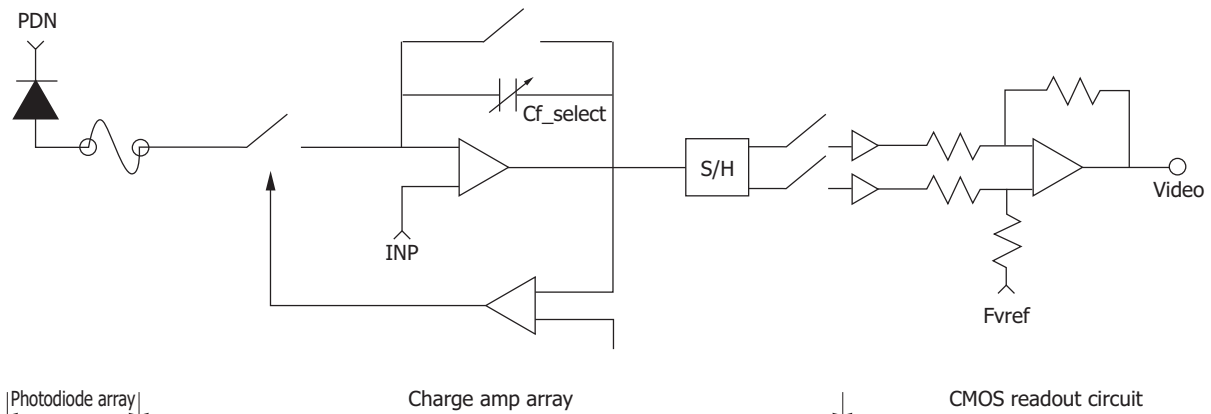 PDN
Cf_select
S/H
Video
INP
Fvref
Photodiode array
Charge amp array
CMOS readout circuit